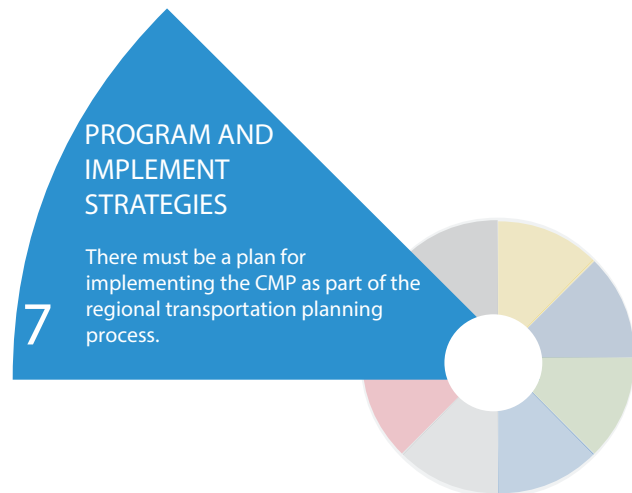 PROGRAM AND
IMPLEMENT
STRATEGIES
There must be a plan for
implementing the CMP as part of the
regional transportation planning
process.
7